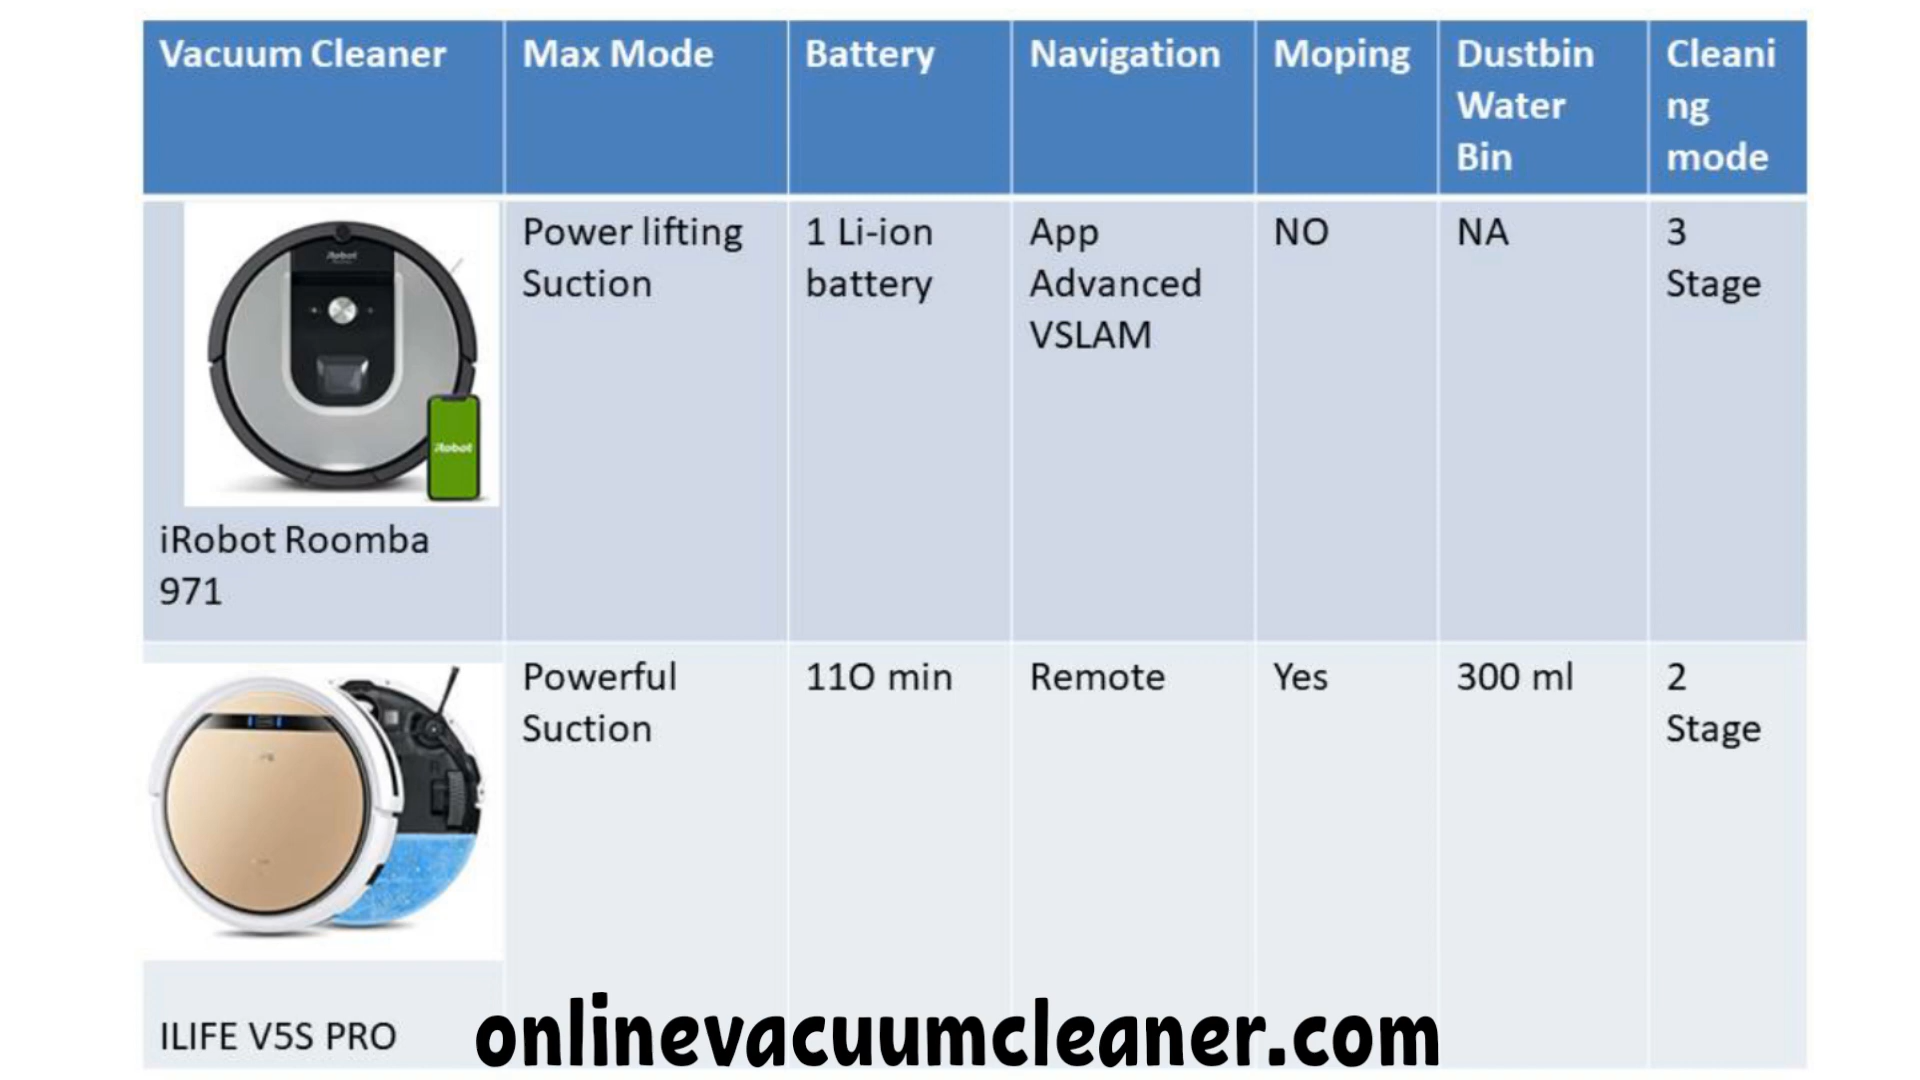 Vacuum Cleaner
Max Mode
Battery
Navigation
Moping
Dustbin
Water
Bin
Cleani
ng
mode
iRobot
iRobot
iRobot Roomba
971
Power lifting
Suction
1 Li-ion
battery
App
Advanced
VSLAM
NO
NA
3
Stage
ILIFE V5S PRO
Powerful
Suction
110 min
Remote
Yes
300 ml
2
Stage
onlinevacuumcleaner.com